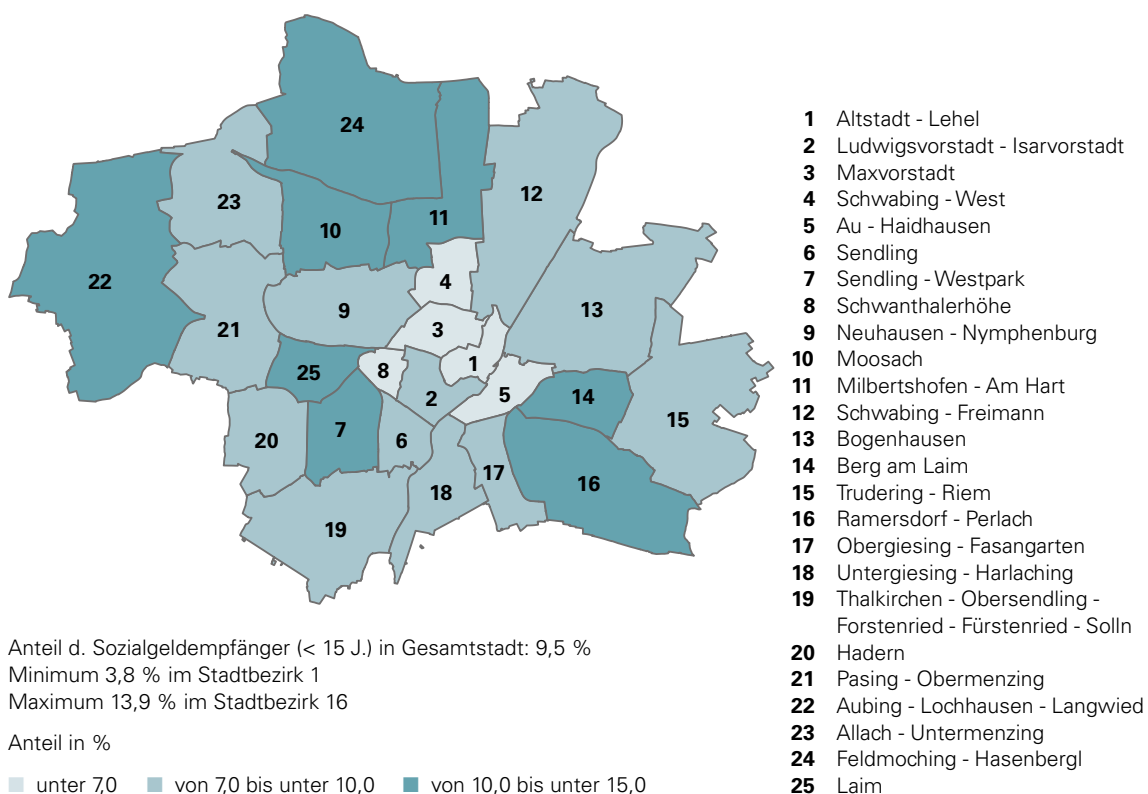 24
12
23
11
10
22
4
13
9
3
21
1
8
25
5
14
2
15
7
20
6
17
16
18
19
1 Altstadt - Lehel
2 Ludwigsvorstadt - Isarvorstadt
3 Maxvorstadt
4 Schwabing - West
5 Au - Haidhausen
6 Sendling
7 Sendling - Westpark
8 Schwanthalerhöhe
9 Neuhausen - Nymphenburg
10 Moosach
11 Milbertshofen - Am Hart
12 Schwabing - Freimann
13 Bogenhausen
14 Berg am Laim
15 Trudering - Riem
16 Ramersdorf - Perlach
17 Obergiesing - Fasangarten
18 Untergiesing - Harlaching
19 Thalkirchen - Obersendling -
Forstenried - Fürstenried - Solln
20 Hadern
21 Pasing - Obermenzing
22 Aubing - Lochhausen - Langwied
23 Allach - Untermenzing
24 Feldmoching - Hasenbergl
25 Laim
Anteil d. Sozialgeldempfänger (< 15 J.) in Gesamtstadt: 9,5 %
Minimum 3,8 % im Stadtbezirk 1
Maximum 13,9 % im Stadtbezirk 16
Anteil in %
unter 7,0 von 7,0 bis unter 10,0 von 10,0 bis unter 15,0